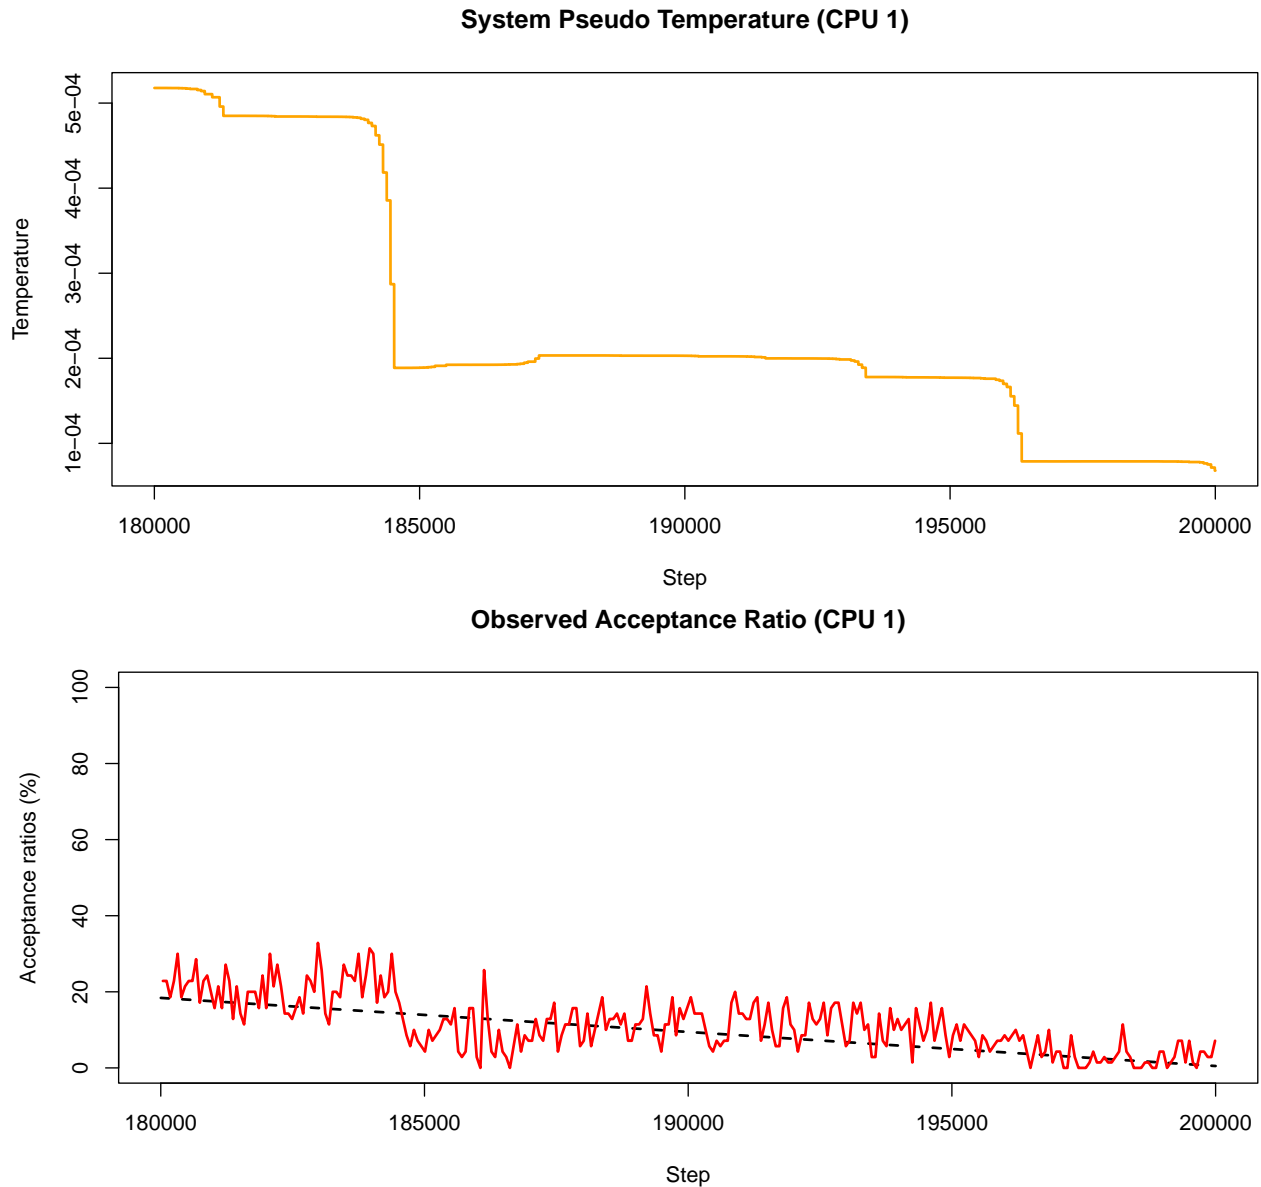 System Pseudo Temperature (CPU 1)
Temperature
5e−04
4e−04
3e−04
2e−04
1e−04
180000 185000 190000 195000 200000
Step
Observed Acceptance Ratio (CPU 1)
Acceptance ratios (%)
100
80
60
40
20
0
180000 185000 190000 195000 200000
Step